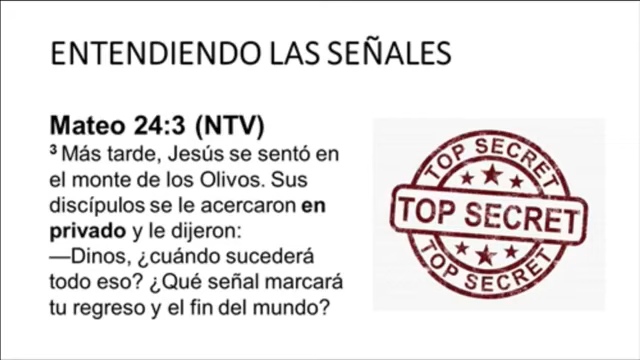 ENTENDIENDO LAS SEÑALES
Mateo 24:3 (NTV)
³ Más tarde, Jesús se sentó en
el monte de los Olivos. Sus
discípulos se le acercaron en
privado y le dijeron:
—Dinos, ¿cuándo sucederá
todo eso? ¿Qué señal marcará
tu regreso y el fin del mundo?
TOP SECRET
TOP SECRET
TOP SECRET